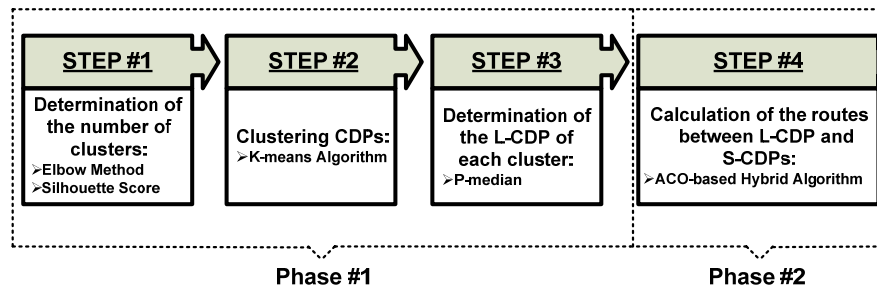 STEP #1
Determination of
the number of
clusters:
➢Elbow Method
➢Silhouette Score
STEP #2
Clustering CDPs:
➢K-means Algorithm
STEP #3
Determination of
the L-CDP of
each cluster:
➢P-median
STEP #4
Calculation of the routes
between L-CDP and
S-CDPs:
➢ACO-based Hybrid Algorithm
Phase #1
Phase #2